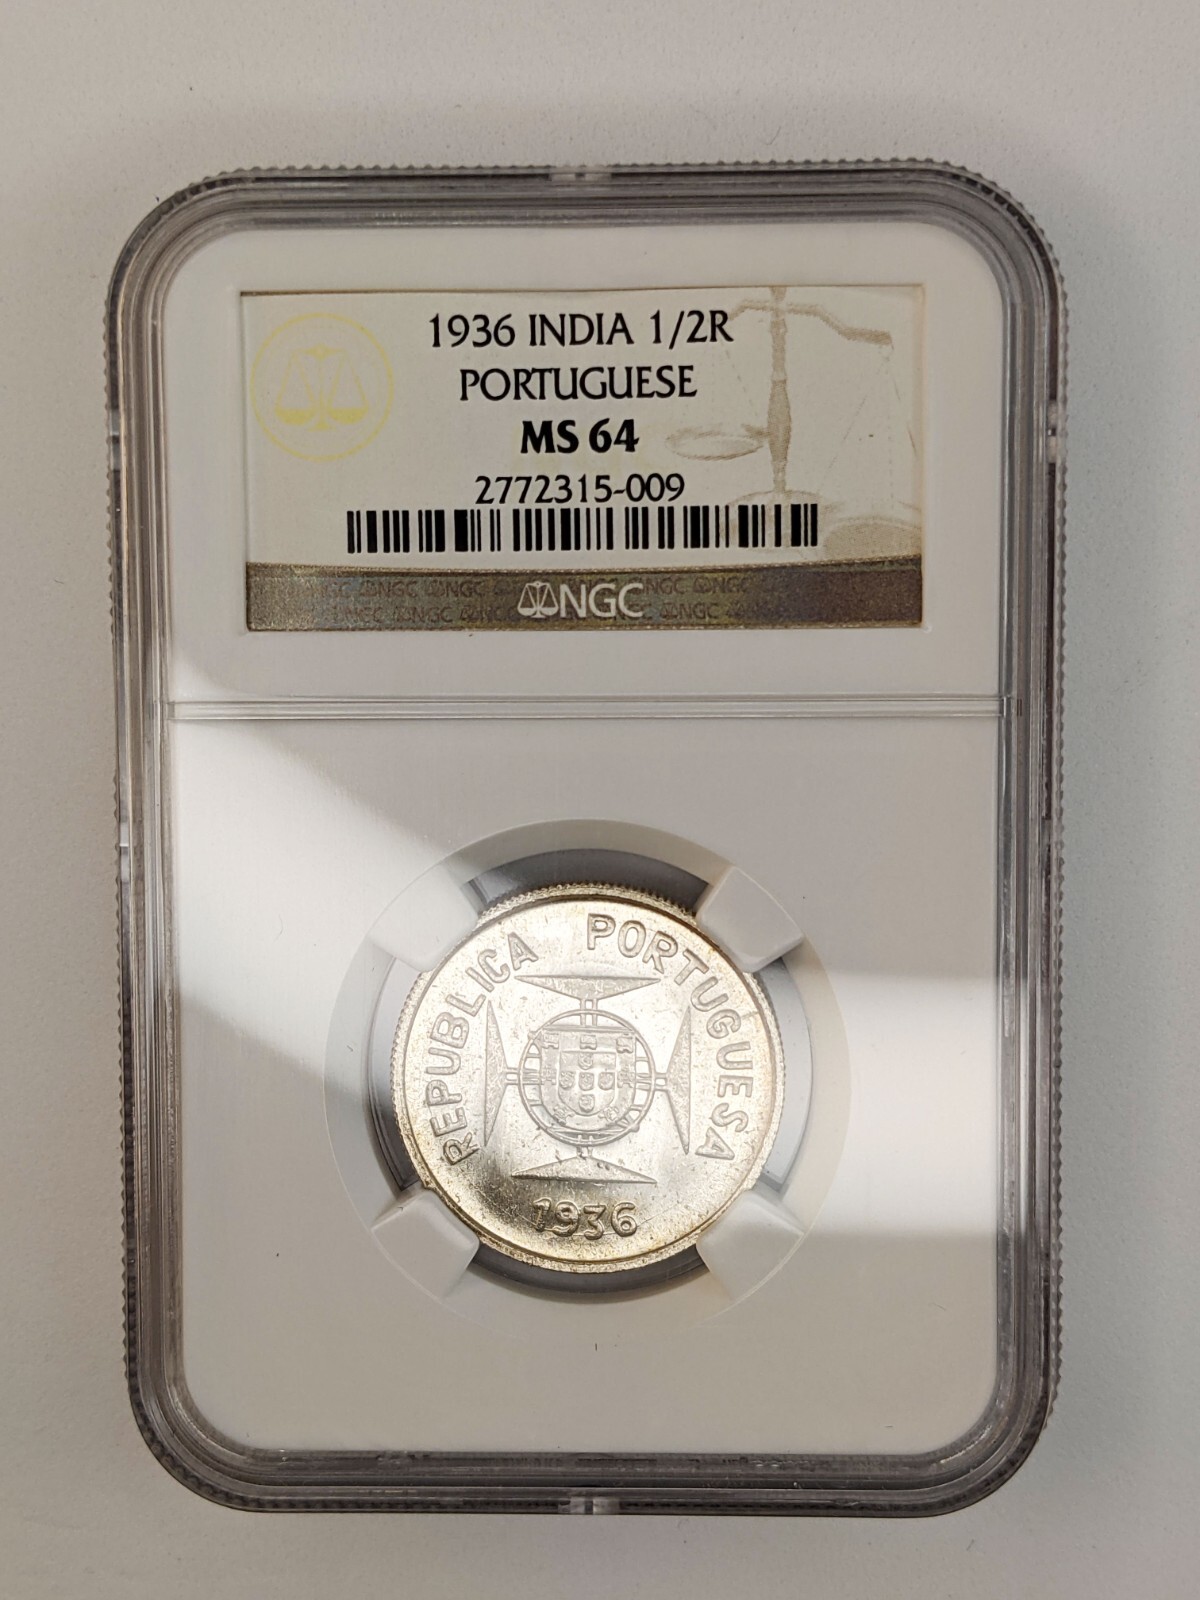 1936 INDIA 1/2R
PORTUGUESE
MS 64
2772315-009
NGC
REPUBLICA PORTUGUESA
1936